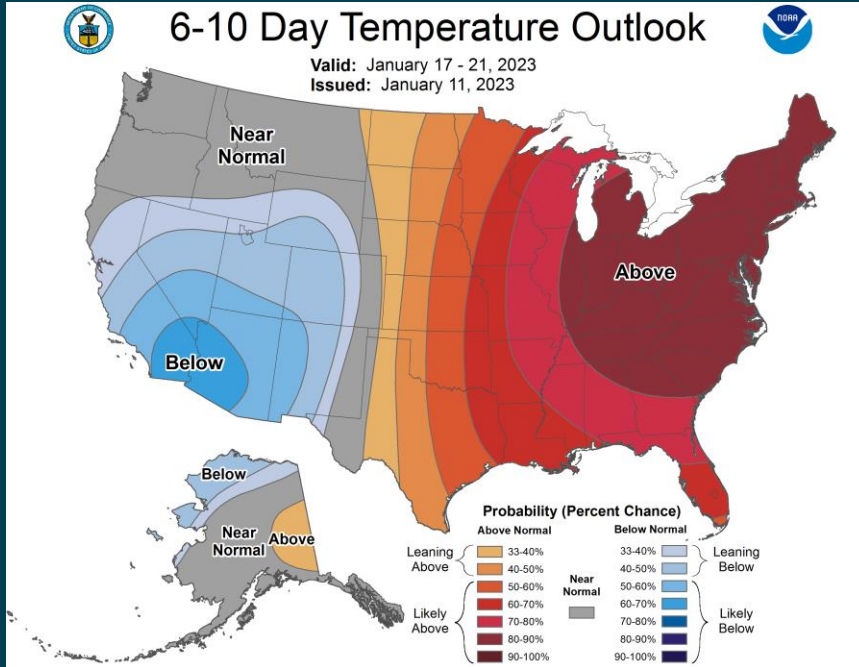 6-10 Day Temperature Outlook
NOAA
Valid: January 17 - 21, 2023
Issued: January 11, 2023
Near
Normal
Above
Below
Below
Near
Normal
Above
Probability (Percent Chance)
Above Normal
Below Normal
Leaning
Above
33-40%
40-50%
Likely
Above
50-60%
60-70%
70-80%
80-90%
90-100%
Near
Normal
33-40%
40-50%
Leaning
Below
50-60%
60-70%
70-80%
80-90%
90-100%
Likely
Below